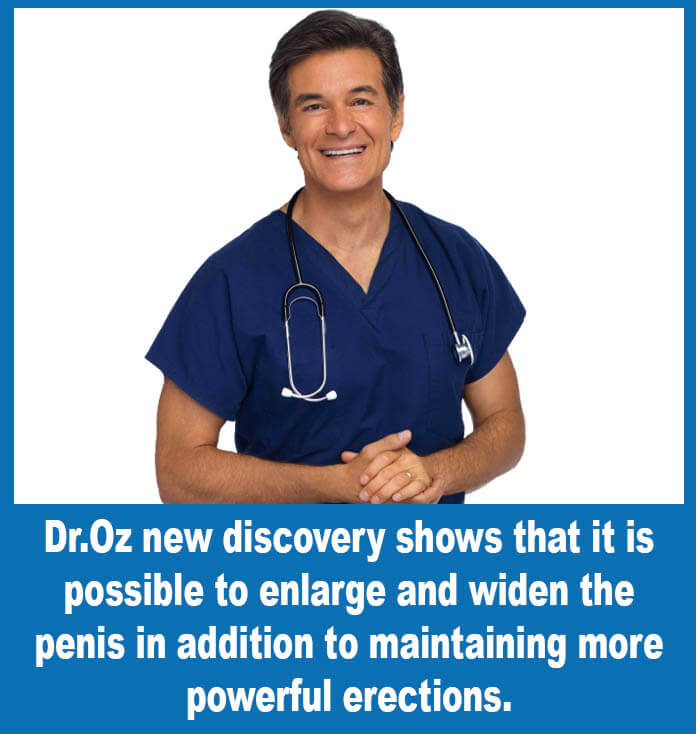 Dr.Oz new discovery shows that it is
possible to enlarge and widen the
penis in addition to maintaining more
powerful erections.